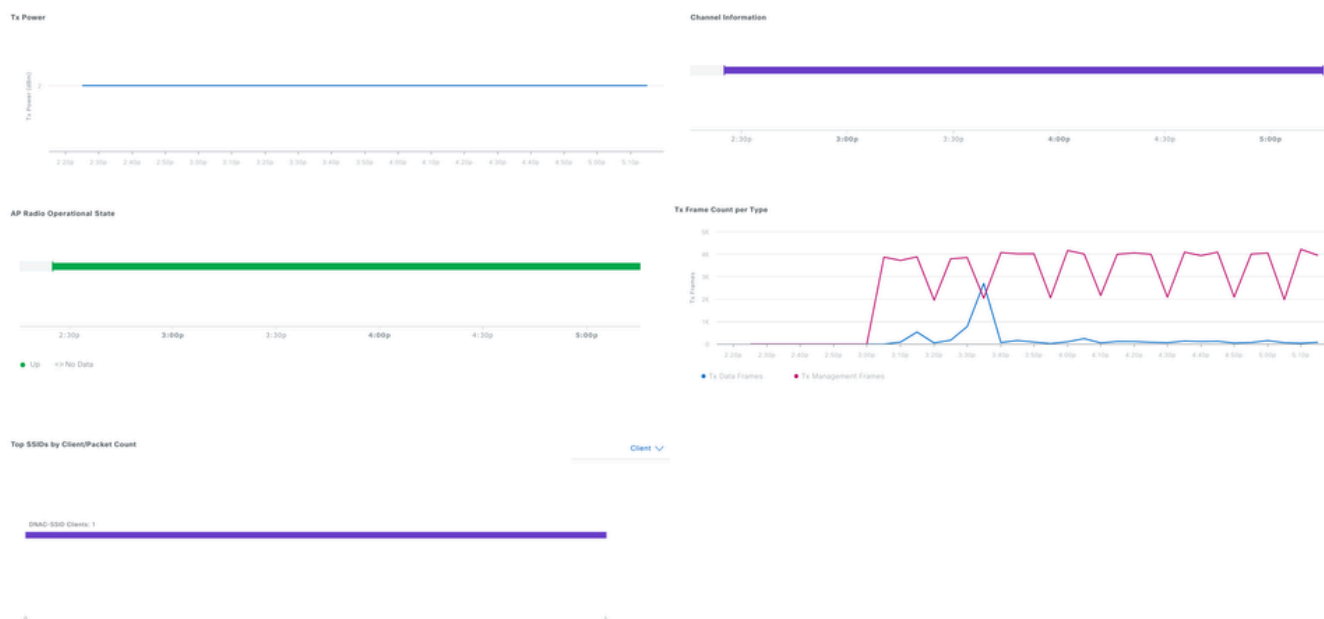 Tx Power
Tx Power (dBm)
2
2:20p 2:30p 2:40p 2:50p 3:00p 3:10p 3:20p 3:30p 3:40p 3:50p 4:00p 4:10p 4:20p 4:30p 4:40p 4:50p 5:00p 5:10p
Channel Information
2:30p 3:00p 3:30p 4:00p 4:30p 5:00p
AP Radio Operational State
2:30p 3:00p 3:30p 4:00p 4:30p 5:00p
Up <> No Data
Tx Frame Count per Type
Tx Frames
5K
4K
3K
2K
1K
0
2:20p 2:30p 2:40p 2:50p 3:00p 3:10p 3:20p 3:30p 3:40p 3:50p 4:00p 4:10p 4:20p 4:30p 4:40p 4:50p 5:00p 5:10p
Tx Data Frames Tx Management Frames
Top SSIDs by Client/Packet Count
Client
DNAC-SSID Clients: 1